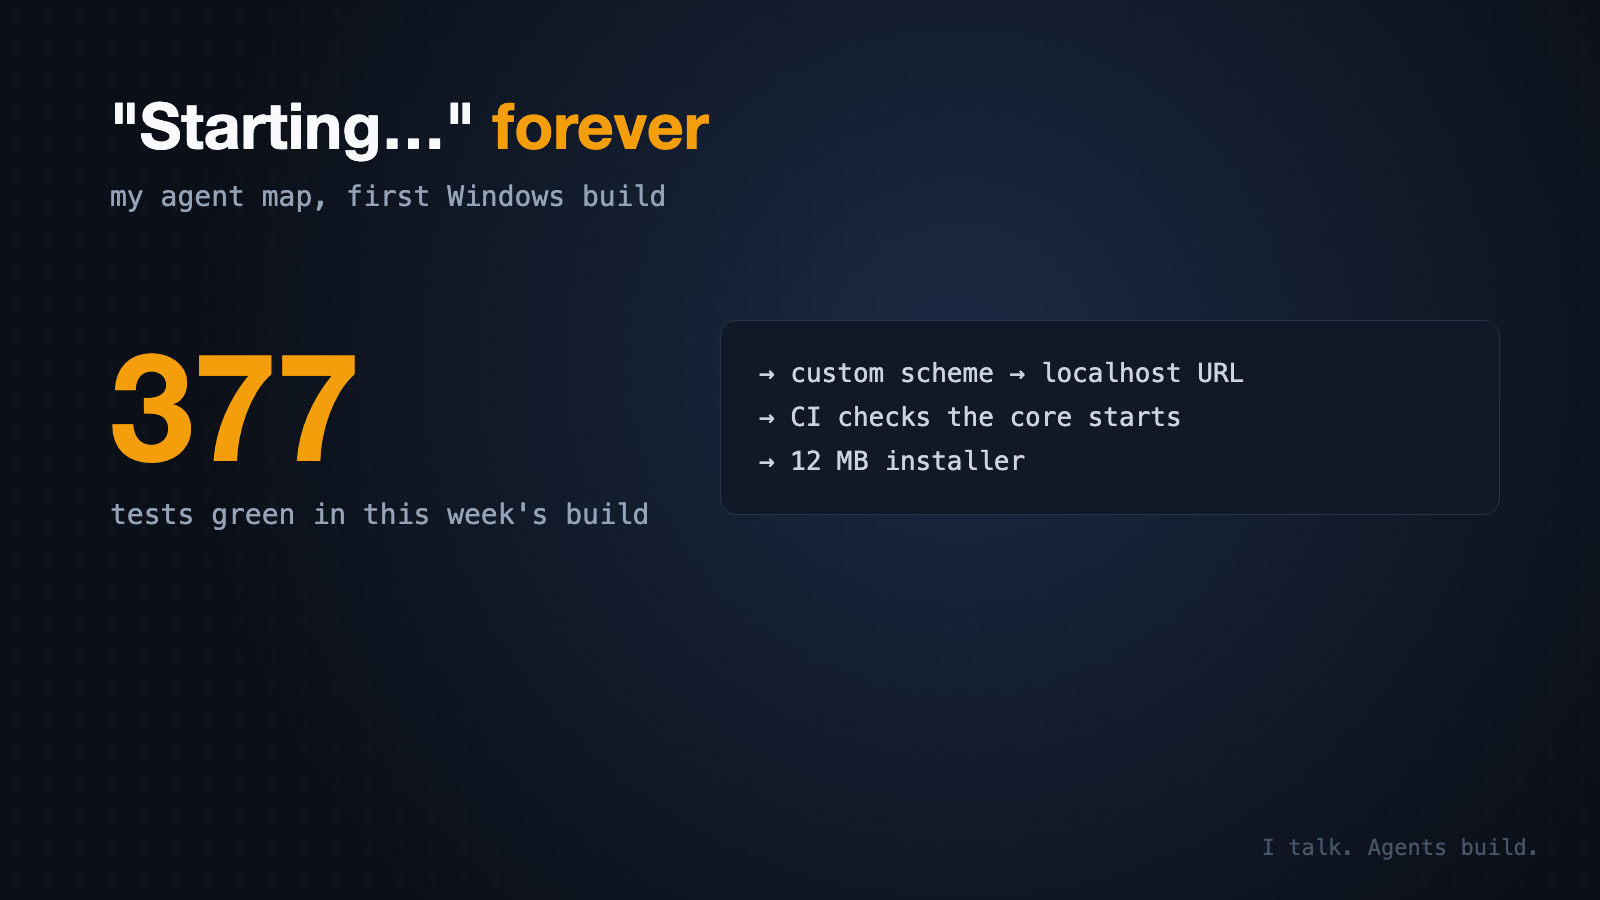 "Starting…" forever
my agent map, first Windows build
377
tests green in this week's build
→ custom scheme → localhost URL
→ CI checks the core starts
→ 12 MB installer
I talk. Agents build.